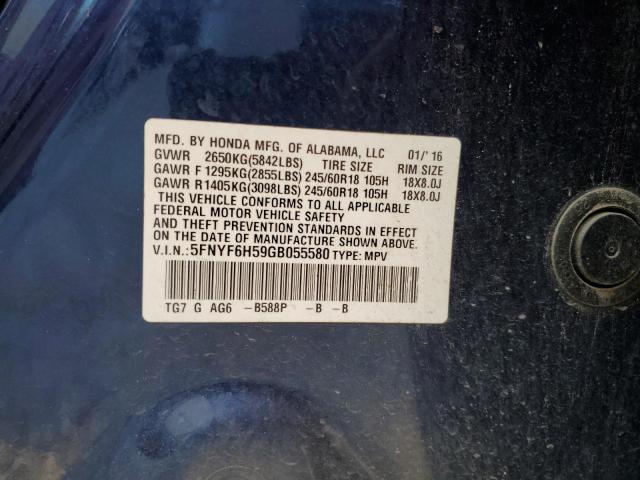 MFD. BY HONDA MFG. OF ALABAMA, LLC 01/'16
GVWR 2650KG(5842LBS) TIRE SIZE RIM SIZE
GAWR F 1295KG(2855LBS) 245/60R18 105H 18X8.0J
GAWR R 1405KG(3098LBS) 245/60R18 105H 18X8.0J
THIS VEHICLE CONFORMS TO ALL APPLICABLE
FEDERAL MOTOR VEHICLE SAFETY
AND THEFT PREVENTION STANDARDS IN EFFECT
ON THE DATE OF MANUFACTURE SHOWN ABOVE.
V.I.N.: 5FNYF6H59GB055580 TYPE: MPV
TG7 G AG6 -B588P -B -B